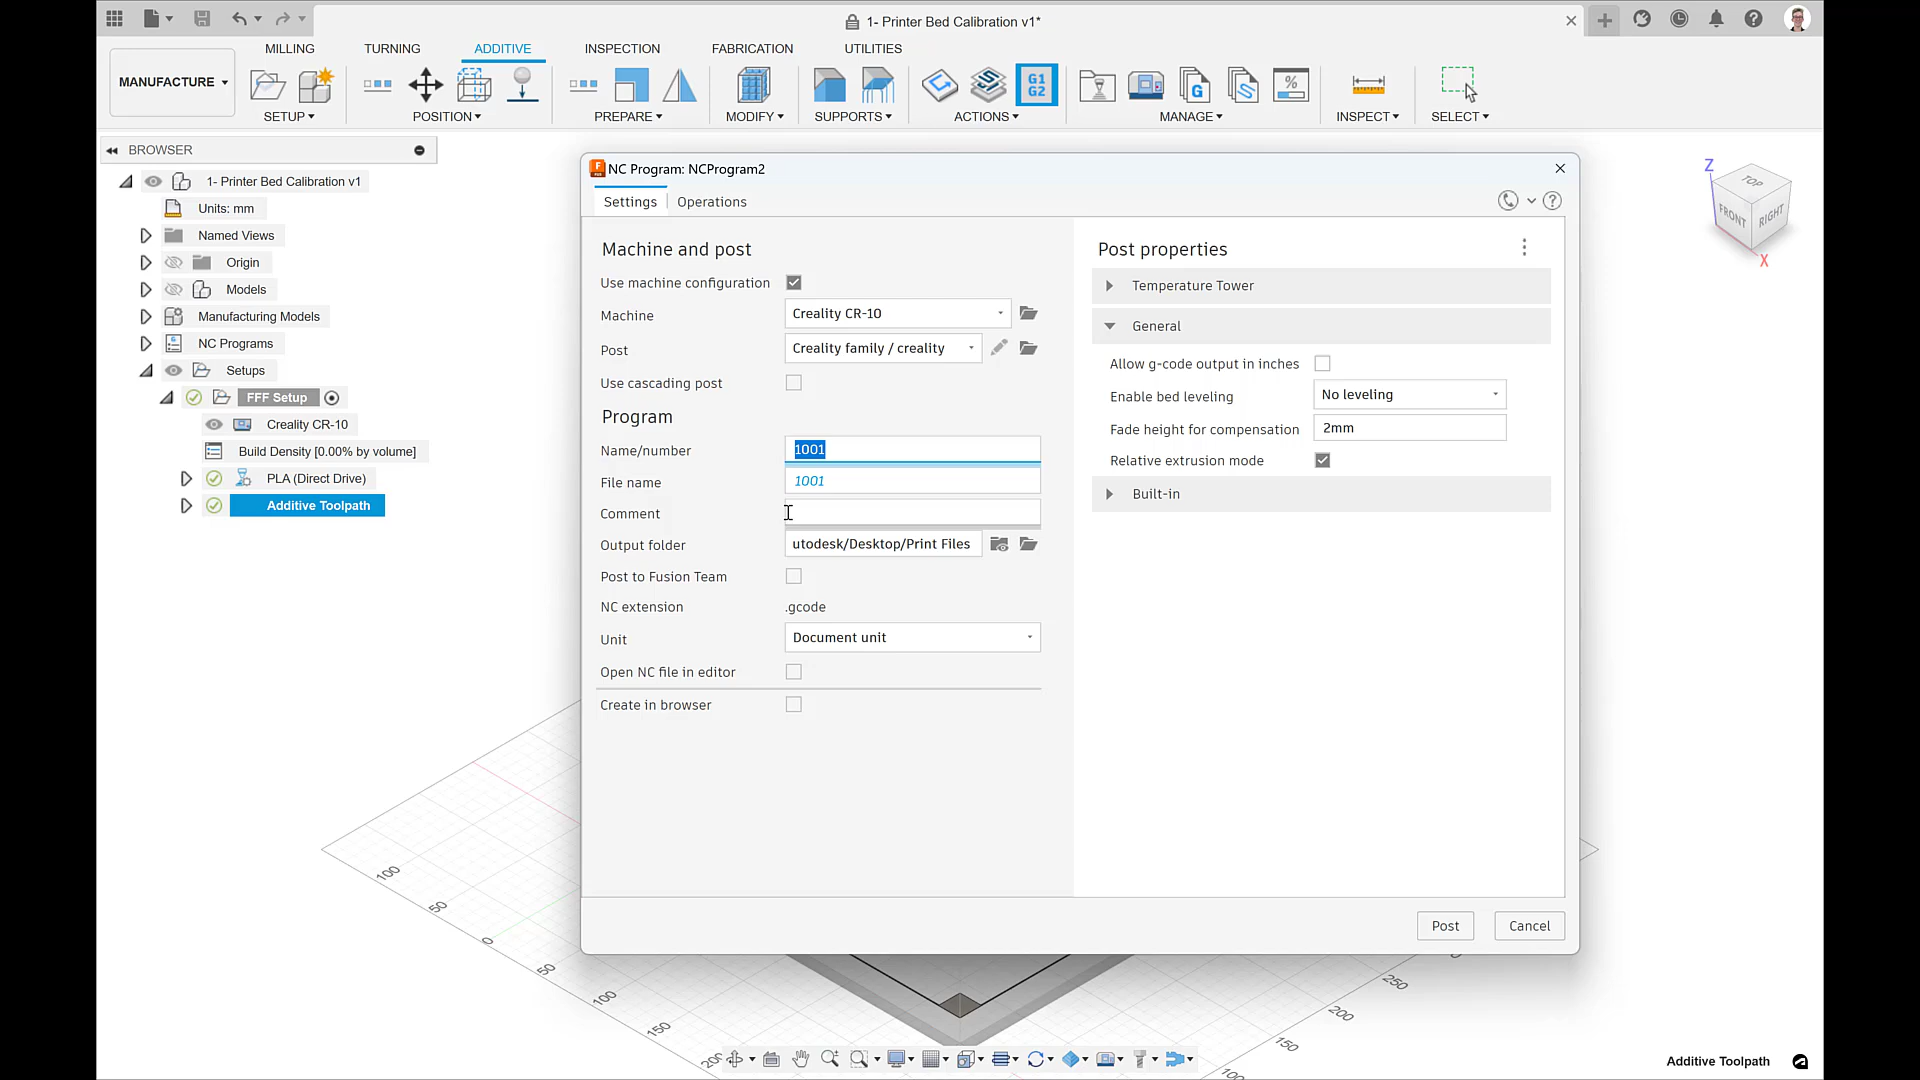 1- Printer Bed Calibration v1*
MILLING TURNING ADDITIVE INSPECTION FABRICATION UTILITIES
MANUFACTURE
G1
G2
G
%
SETUP POSITION PREPARE MODIFY SUPPORTS ACTIONS MANAGE INSPECT SELECT
BROWSER
1- Printer Bed Calibration v1
Units: mm
Named Views
Origin
Models
Manufacturing Models
NC Programs
Setups
FFF Setup
Creality CR-10
Build Density [0.00% by volume]
PLA (Direct Drive)
Additive Toolpath
NC Program: NCProgram2
Settings Operations
Machine and post
Use machine configuration
Machine Creality CR-10
Post Creality family / creality
Use cascading post
Program
Name/number 1001
File name 1001
Comment
Output folder utodesk/Desktop/Print Files
Post to Fusion Team
NC extension .gcode
Unit Document unit
Open NC file in editor
Create in browser
Post properties
Temperature Tower
General
Allow g-code output in inches
Enable bed leveling No leveling
Fade height for compensation 2mm
Relative extrusion mode
Built-in
Post Cancel
Z
TOP
FRONT
RIGHT
X
100
50
0
50
100
150
200
250
200
150
100
Additive Toolpath